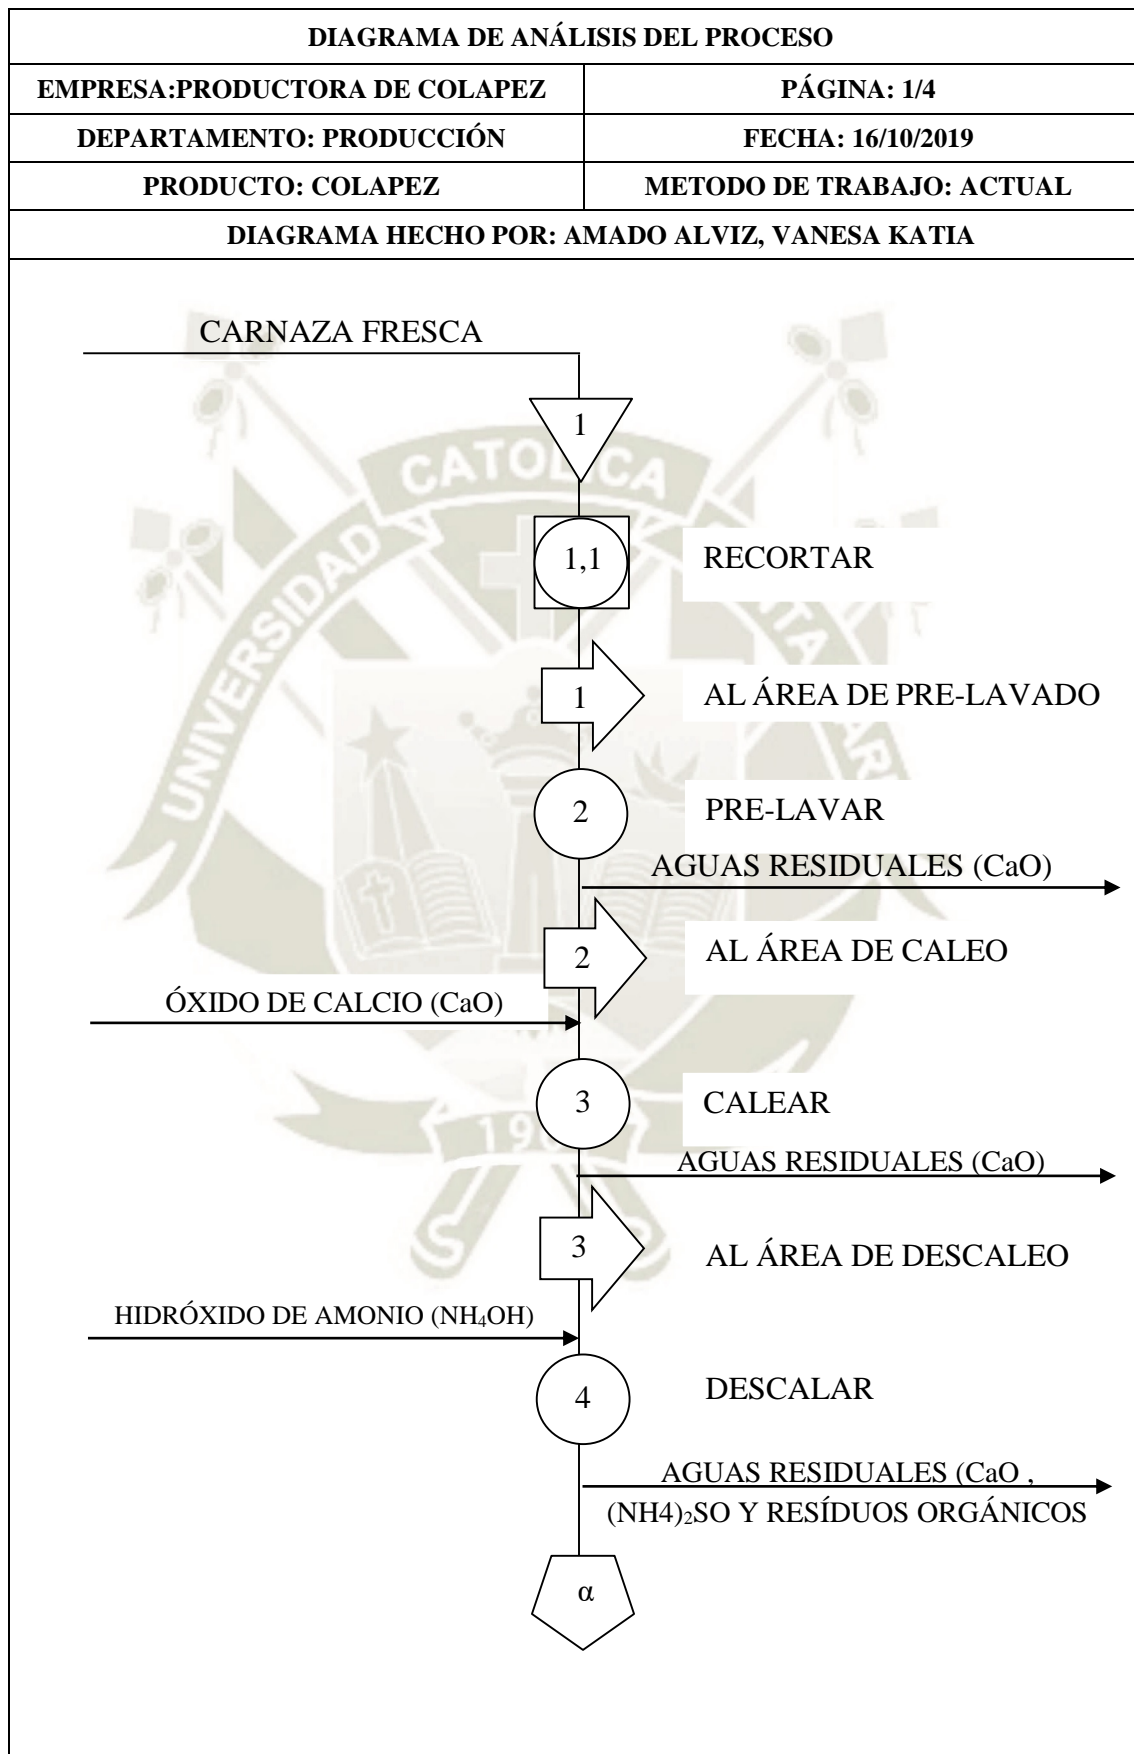 DIAGRAMA DE ANÁLISIS DEL PROCESO
EMPRESA:PRODUCTORA DE COLAPEZ
PÁGINA: 1/4
DEPARTAMENTO: PRODUCCIÓN
FECHA: 16/10/2019
PRODUCTO: COLAPEZ
METODO DE TRABAJO: ACTUAL
DIAGRAMA HECHO POR: AMADO ALVIZ, VANESA KATIA
CARNAZA FRESCA
1
CATOLICA
UNIVERSIDAD
1,1
RECORTAR
1
AL ÁREA DE PRE-LAVADO
2
PRE-LAVAR
AGUAS RESIDUALES (CaO)
2
AL ÁREA DE CALEO
ÓXIDO DE CALCIO (CaO)
3
CALEAR
AGUAS RESIDUALES (CaO)
3
AL ÁREA DE DESCALEO
HIDRÓXIDO DE AMONIO (NH₄OH)
4
DESCALAR
AGUAS RESIDUALES (CaO ,
(NH4)₂SO Y RESÍDUOS ORGÁNICOS
α